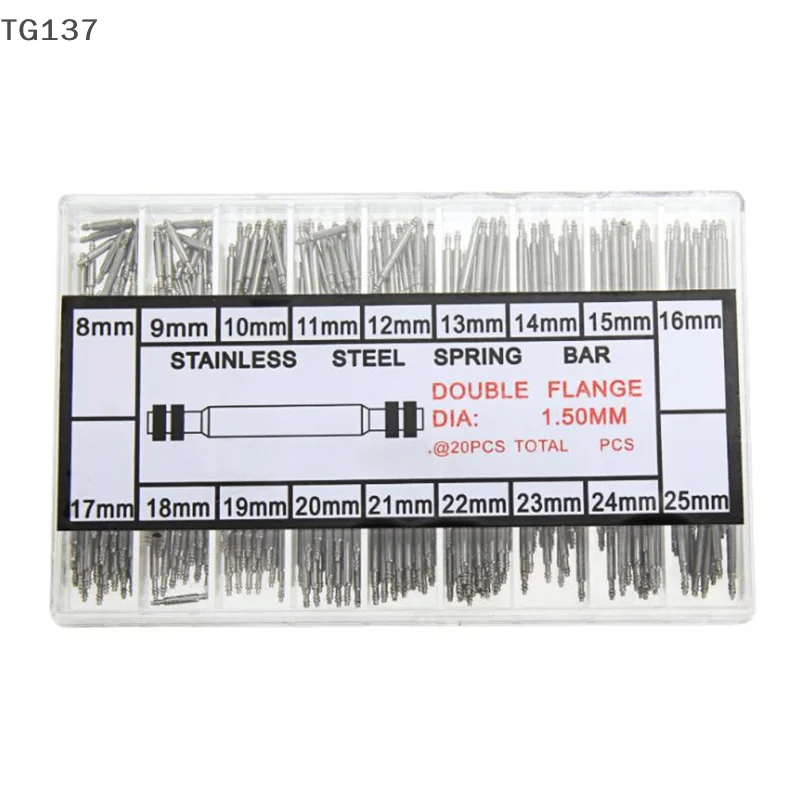 TG137
8mm 9mm 10mm 11mm 12mm 13mm 14mm 15mm 16mm
STAINLESS STEEL SPRING BAR
DOUBLE FLANGE
DIA: 1.50MM
.@20PCS TOTAL PCS
17mm 18mm 19mm 20mm 21mm 22mm 23mm 24mm 25mm